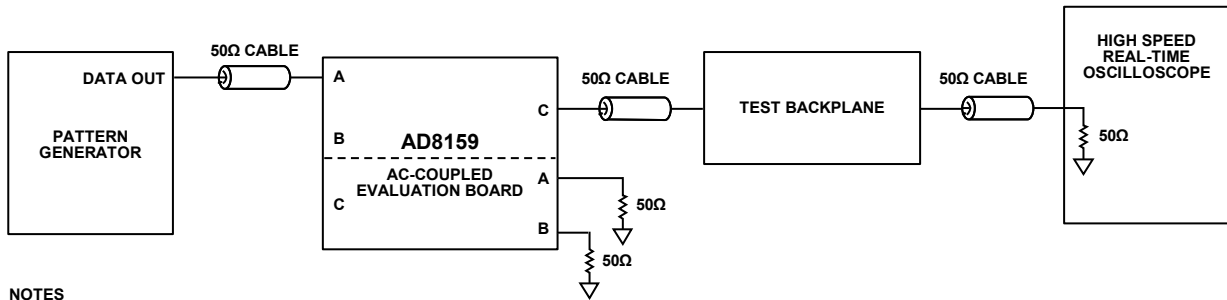 DATA OUT
PATTERN
GENERATOR
50Ω CABLE
A
B
C
AD8159
AC-COUPLED
EVALUATION BOARD
C
A
B
50Ω
50Ω
50Ω CABLE
TEST BACKPLANE
50Ω CABLE
HIGH SPEED
REAL-TIME
OSCILLOSCOPE
50Ω
NOTES